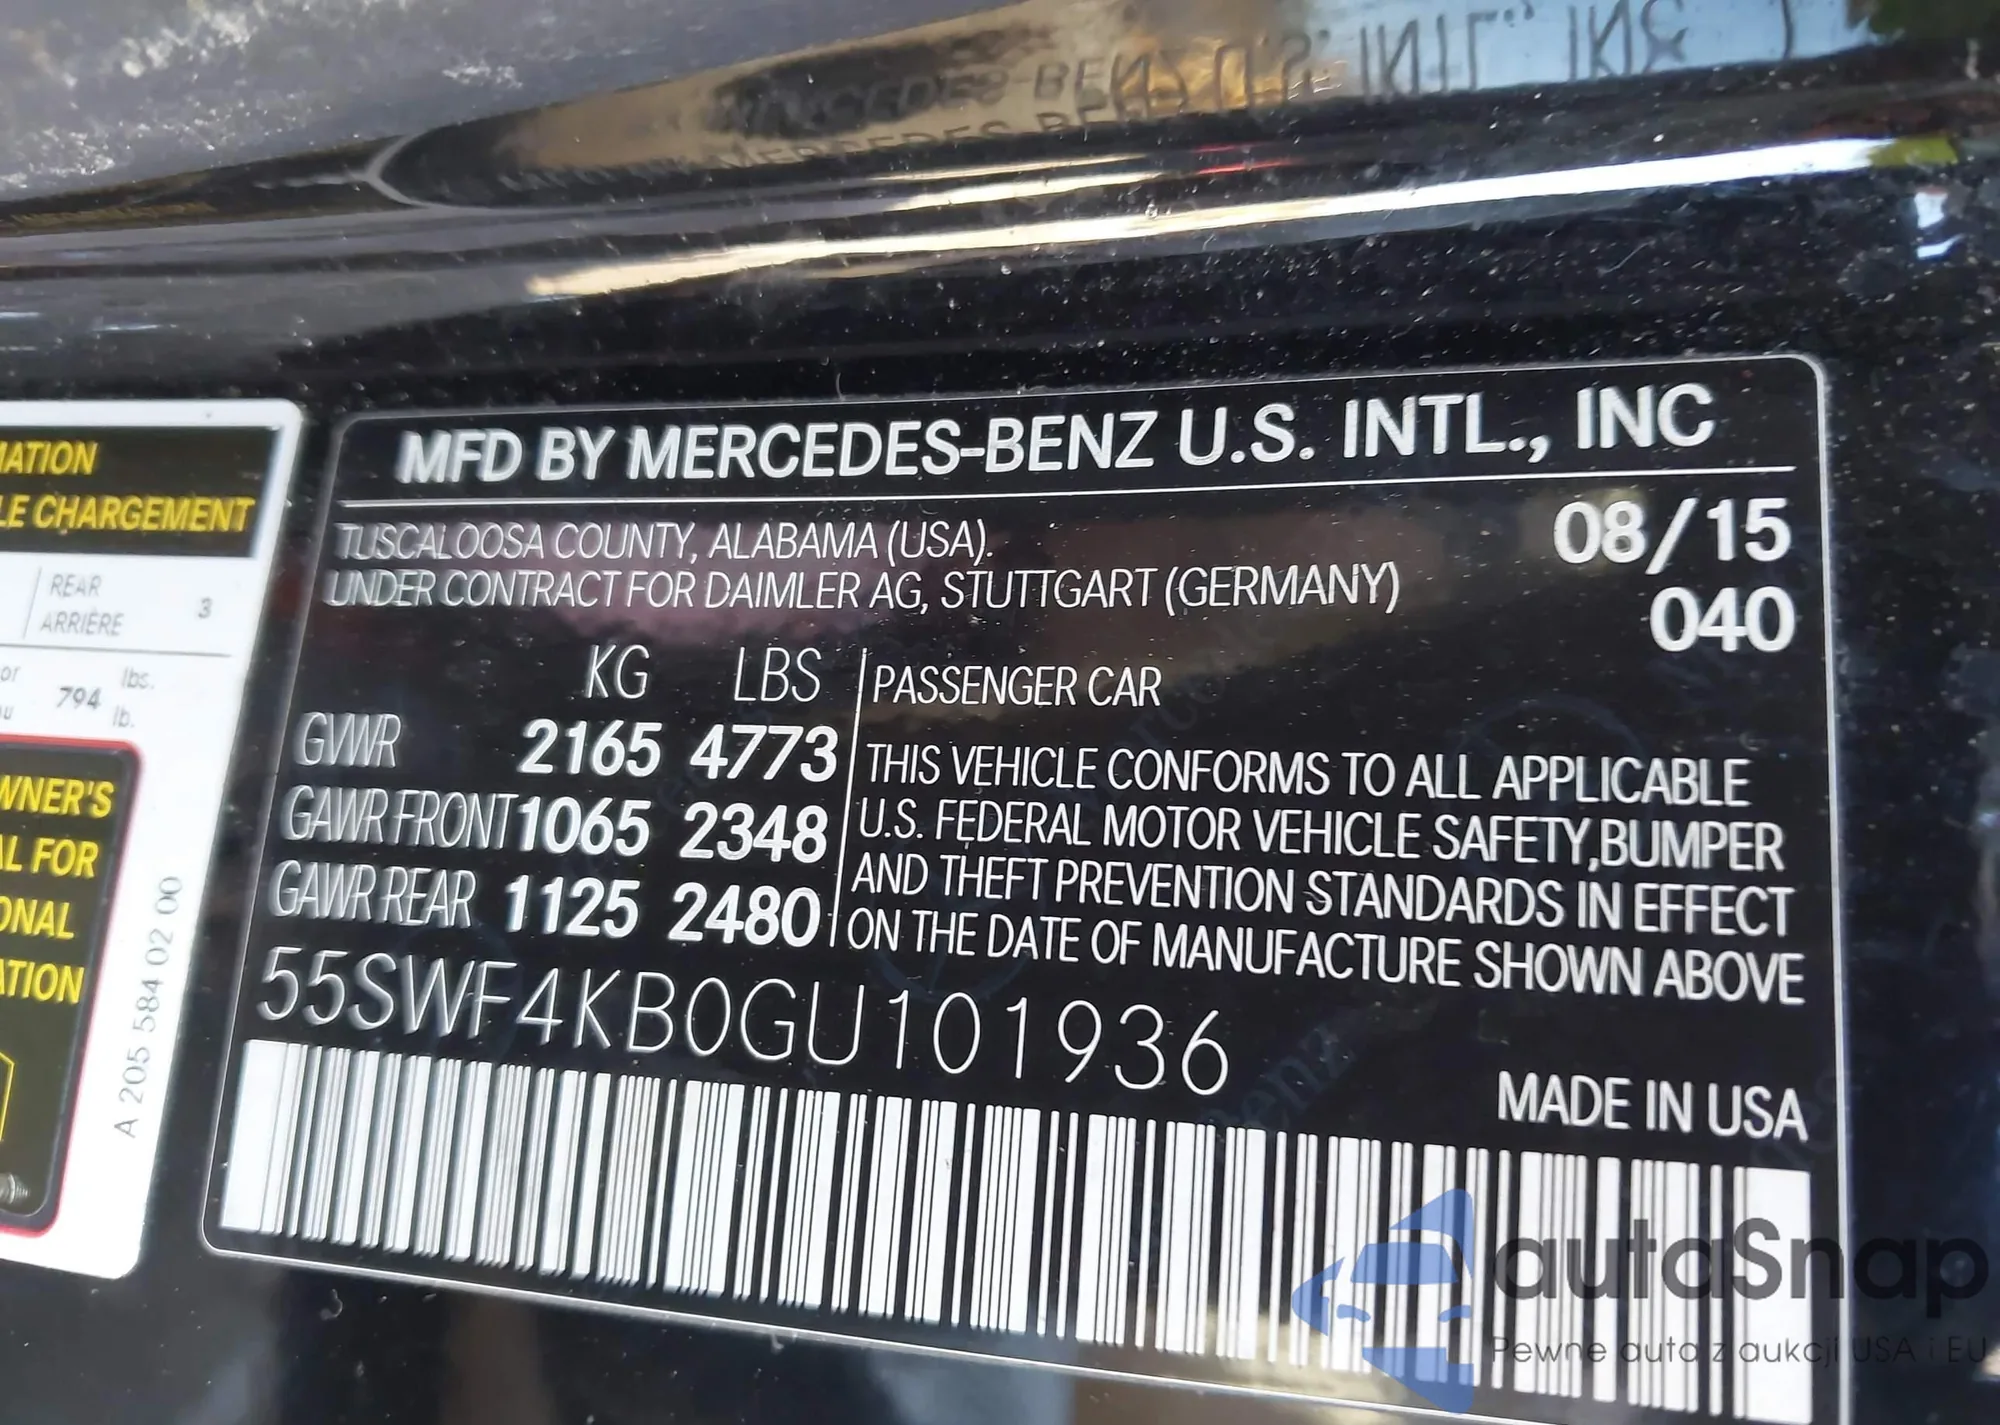 MFD BY MERCEDES-BENZ U.S. INTL., INC
TUSCALOOSA COUNTY, ALABAMA (USA).
08/15
UNDER CONTRACT FOR DAIMLER AG, STUTTGART (GERMANY)
040
KG LBS
PASSENGER CAR
GVWR 2165 4773
GAWR FRONT 1065 2348
GAWR REAR 1125 2480
THIS VEHICLE CONFORMS TO ALL APPLICABLE
U.S. FEDERAL MOTOR VEHICLE SAFETY,BUMPER
AND THEFT PREVENTION STANDARDS IN EFFECT
ON THE DATE OF MANUFACTURE SHOWN ABOVE
55SWF4KB0GU101936
MADE IN USA
MATION
LE CHARGEMENT
REAR
ARRIÈRE 3
or 794 lbs.
lb.
WNER'S
AL FOR
ONAL
ATION
A 205 584 02 00
autaSnap
Pewne auta z aukcji USA i EU